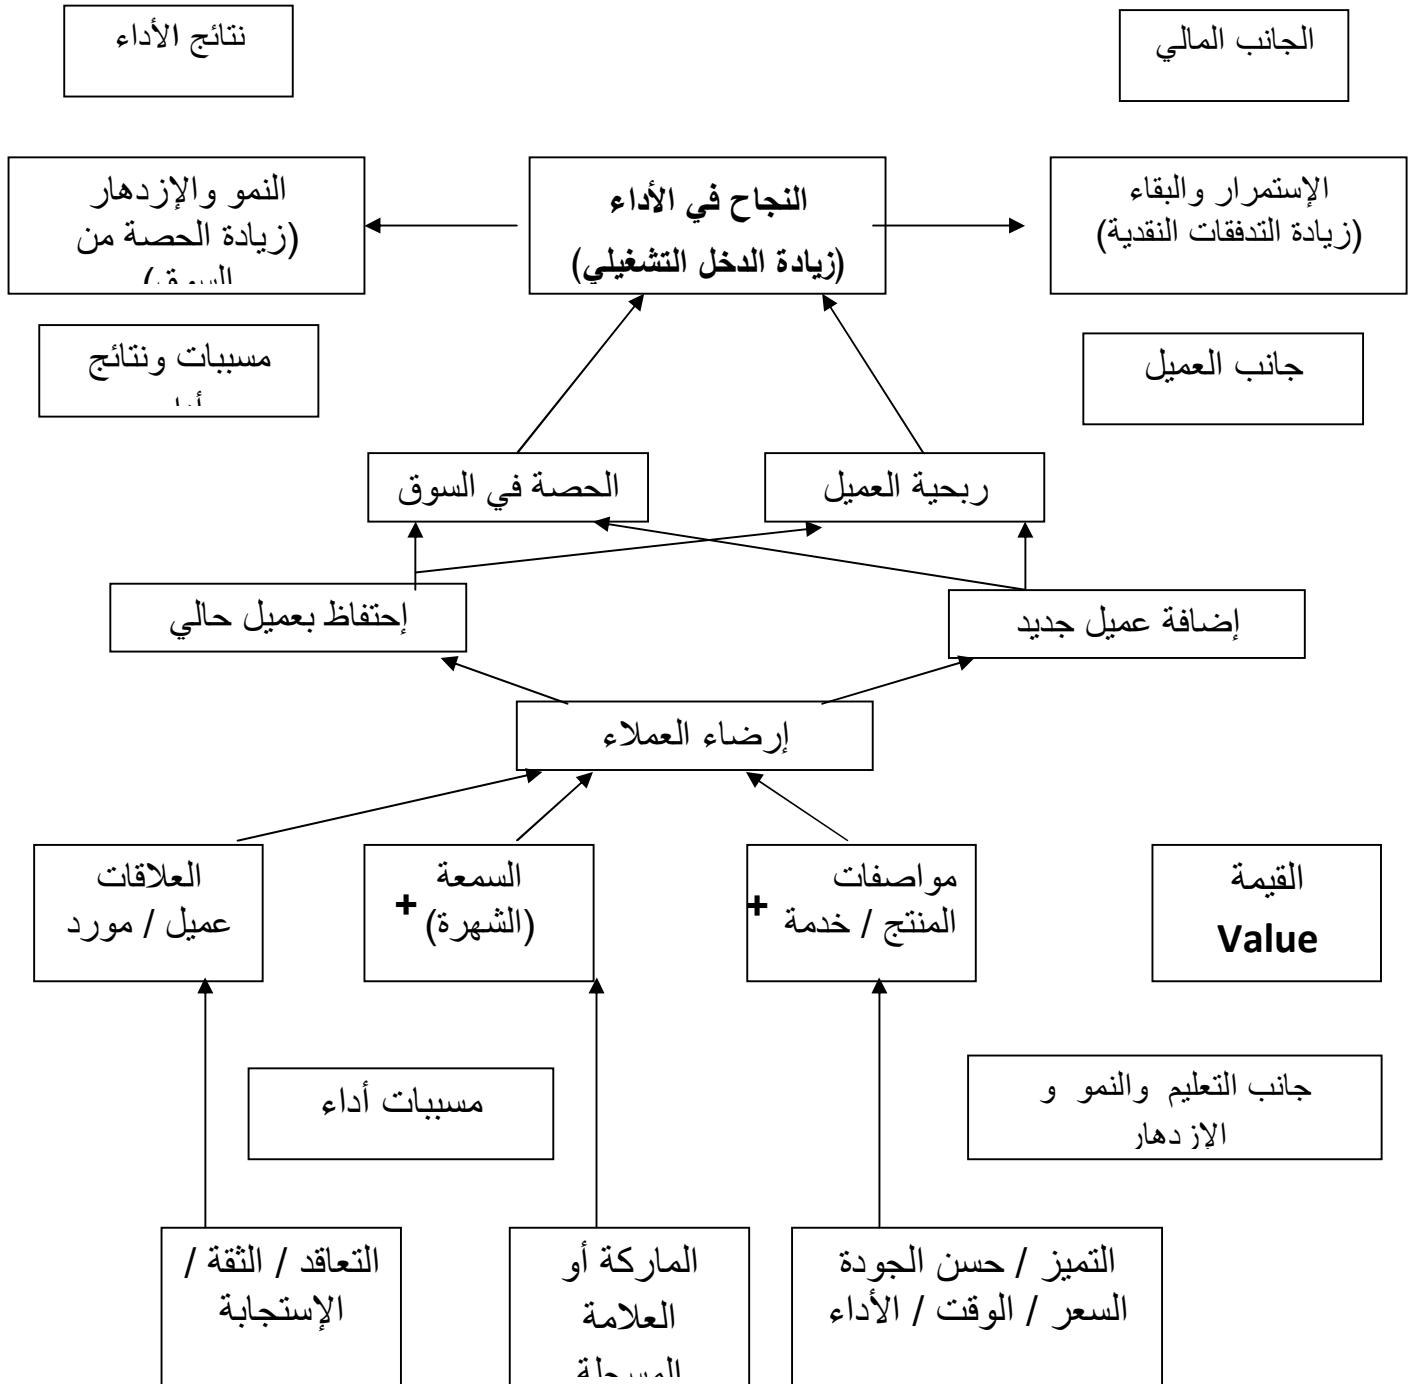 الجانب المالي
نتائج الأداء
الإستمرار والبقاء
(زيادة التدفقات النقدية)
النجاح في الأداء
(زيادة الدخل التشغيلي)
النمو والإزدهار
(زيادة الحصة من
السوق)
جانب العميل
مسببات ونتائج
ربحية العميل
الحصة في السوق
إضافة عميل جديد
إحتفاظ بعميل حالي
إرضاء العملاء
القيمة
Value
مواصفات
المنتج / خدمة
+
السمعة
(الشهرة)
+
العلاقات
عميل / مورد
جانب التعليم والنمو و
الإزدهار
مسببات أداء
التميز / حسن الجودة
السعر / الوقت / الأداء
الماركة أو
العلامة
المسجلة
التعاقد / الثقة /
الإستجابة